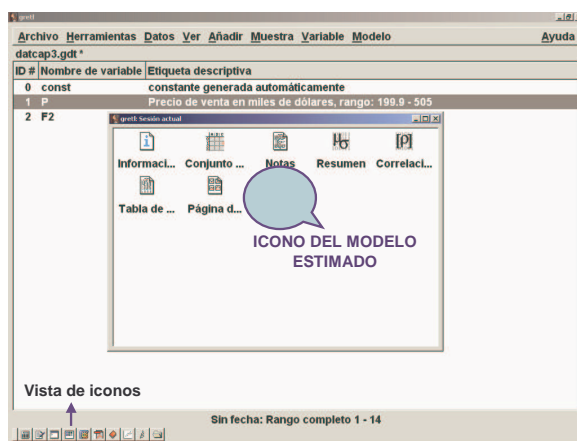 gretl
Archivo Herramientas Datos Ver Añadir Muestra Variable Modelo Ayuda
datcap3.gdt *
ID # Nombre de variable Etiqueta descriptiva
0 const constante generada automáticamente
1 P Precio de venta en miles de dólares, rango: 199.9 - 505
2 F2
gretl: Sesión actual
Informaci... Conjunto ... Notas Resumen Correlaci...
Tabla de ... Página d...
ICONO DEL MODELO
ESTIMADO
Vista de iconos
Sin fecha: Rango completo 1 - 14